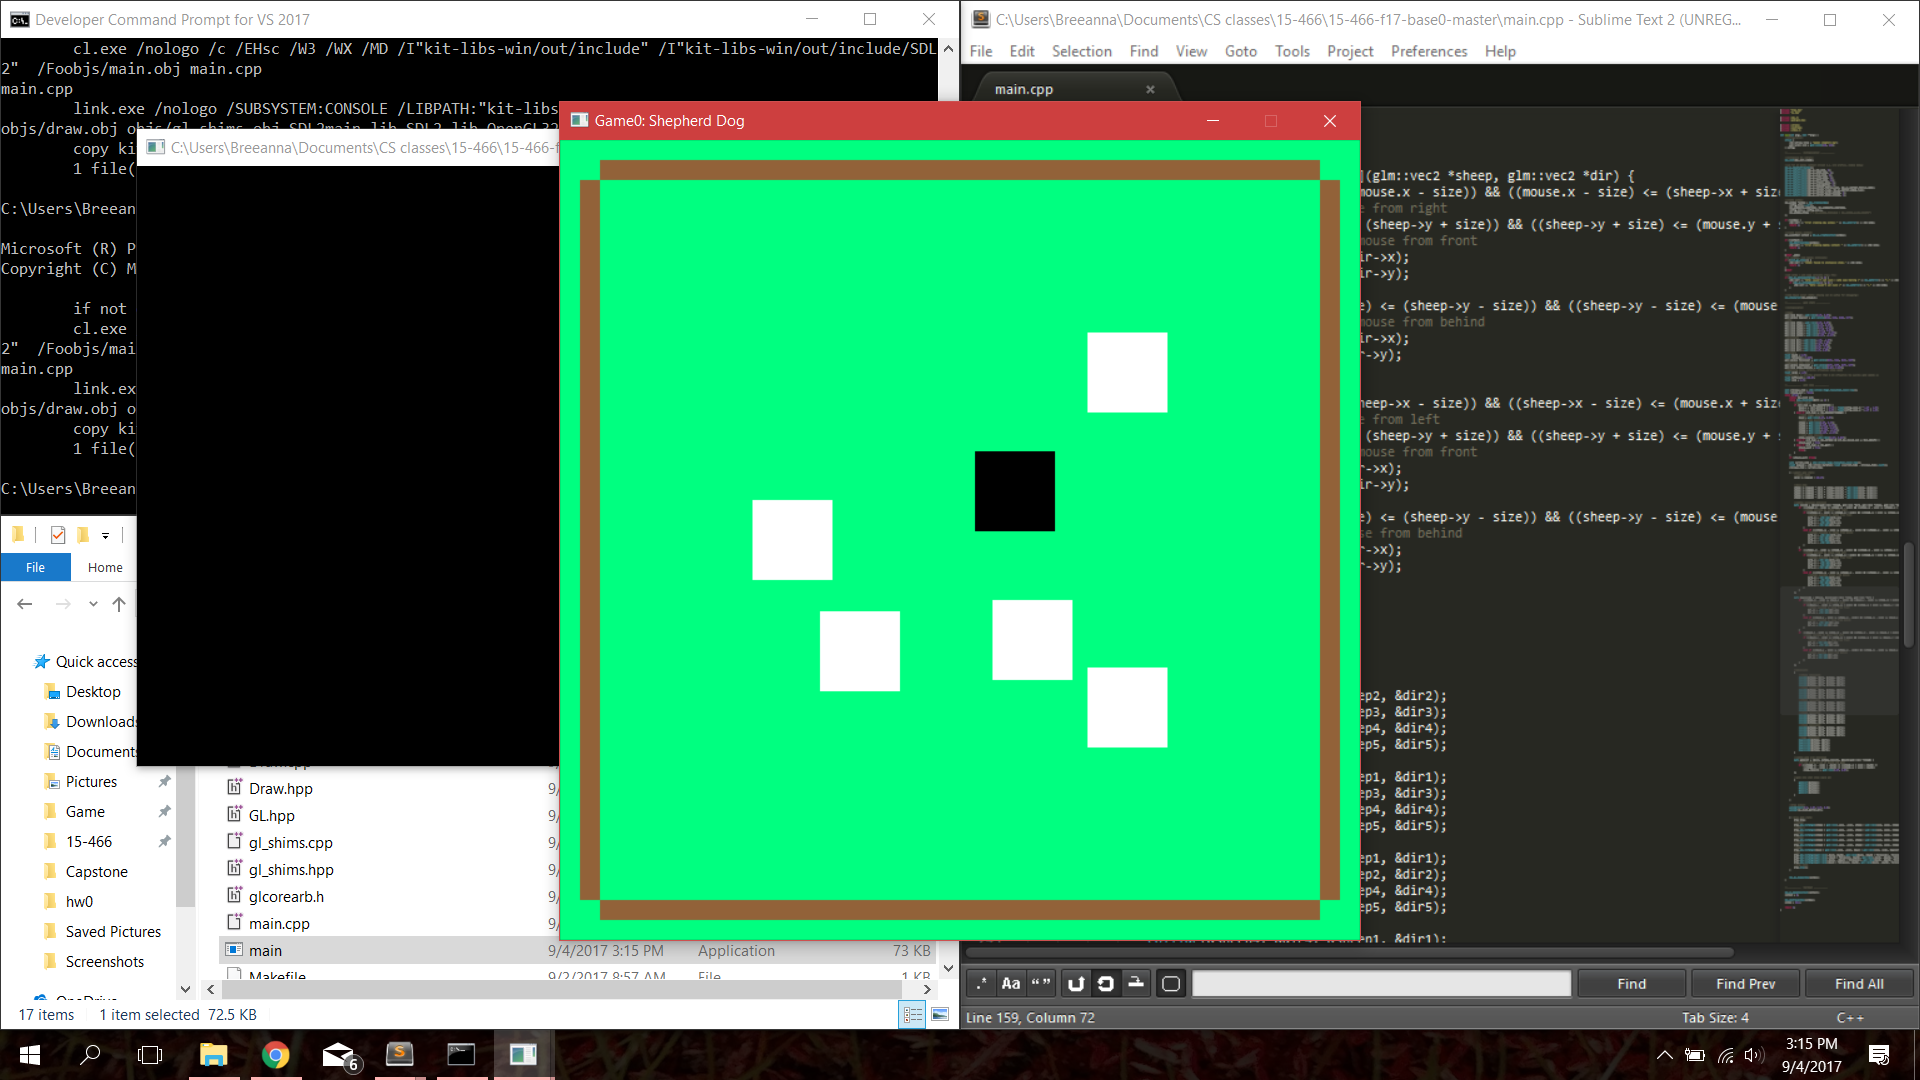 Developer Command Prompt for VS 2017
cl.exe /nologo /c /EHsc /W3 /WX /MD /I"kit-libs-win/out/include" /I"kit-libs-win/out/include/SDL
2"  /Foobjs/main.obj main.cpp
main.cpp
link.exe /nologo /SUBSYSTEM:CONSOLE /LIBPATH:"kit-libs
copy ki
1 file(
C:\Users\Breean
Microsoft (R) P
Copyright (C) M
if not
cl.exe
2"  /Foobjs/mai
main.cpp
link.ex
objs/draw.obj o
copy ki
1 file(
C:\Users\Breean
C:\Users\Breeanna\Documents\CS classes\15-466\15-466-f
Game0: Shepherd Dog
File
Home
Quick access
Desktop
Downloads
Documents
Pictures
Game
15-466
Capstone
hw0
Saved Pictures
Screenshots
Draw.hpp 9/
GL.hpp 9/
gl_shims.cpp 9/
gl_shims.hpp 9/
glcorearb.h 9/
main.cpp 9/
main 9/4/2017 3:15 PM Application 73 KB
Makefile 9/2/2017 8:57 AM File 1 KB
17 items 1 item selected 72.5 KB
C:\Users\Breeanna\Documents\CS classes\15-466\15-466-f17-base0-master\main.cpp - Sublime Text 2 (UNREG...
File Edit Selection Find View Goto Tools Project Preferences Help
main.cpp
](glm::vec2 *sheep, glm::vec2 *dir) {
mouse.x - size)) && ((mouse.x - size) <= (sheep->x + siz
e from right
(sheep->y + size)) && ((sheep->y + size) <= (mouse.y +
mouse from front
ir->x);
ir->y);
) <= (sheep->y - size)) && ((sheep->y - size) <= (mouse
mouse from behind
ir->x);
r->y);
heep->x - size)) && ((sheep->x - size) <= (mouse.x + siz
e from left
(sheep->y + size)) && ((sheep->y + size) <= (mouse.y +
mouse from front
r->x);
r->y);
) <= (sheep->y - size)) && ((sheep->y - size) <= (mouse
se from behind
r->x);
r->y);
ep2, &dir2);
ep3, &dir3);
ep4, &dir4);
ep5, &dir5);
ep1, &dir1);
ep3, &dir3);
ep4, &dir4);
ep5, &dir5);
ep1, &dir1);
ep2, &dir2);
ep4, &dir4);
ep5, &dir5);
ep1, &dir1);
.* Aa “ ” Find Find Prev Find All
Line 159, Column 72 Tab Size: 4 C++
6
3:15 PM
9/4/2017